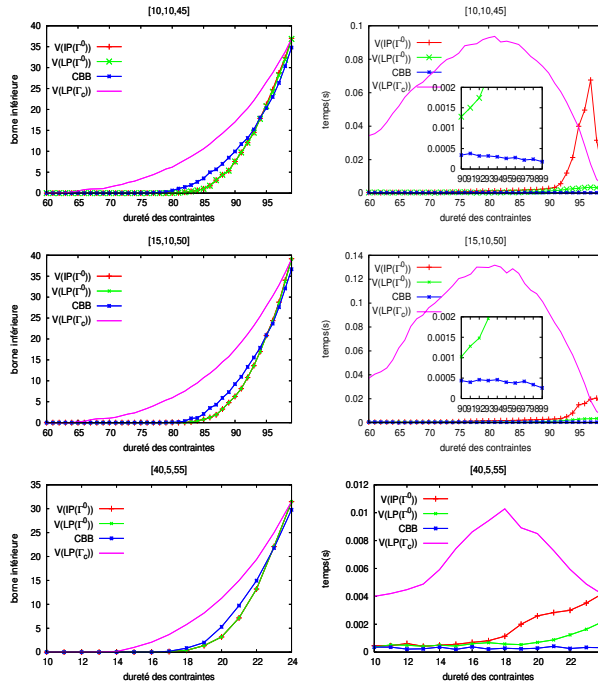 [10,10,45]
borne inférieure
40
35
30
25
20
15
10
5
0
V(IP(Γ⁰))
V(LP(Γ⁰))
CBB
V(LP(Γc))
60 65 70 75 80 85 90 95
dureté des contraintes
[10,10,45]
temps(s)
0.1
0.08
0.06
0.04
0.02
0
V(IP(Γ⁰))
V(LP(Γ⁰))
CBB
V(LP(Γc))
0.002
0.0015
0.001
0.0005
0
90919293949596979899
60 65 70 75 80 85 90 95
dureté des contraintes
[15,10,50]
borne inférieure
40
35
30
25
20
15
10
5
0
V(IP(Γ⁰))
V(LP(Γ⁰))
CBB
V(LP(Γc))
60 65 70 75 80 85 90 95
dureté des contraintes
[15,10,50]
temps(s)
0.14
0.12
0.1
0.08
0.06
0.04
0.02
0
V(IP(Γ⁰))
V(LP(Γ⁰))
CBB
V(LP(Γc))
0.002
0.0015
0.001
0.0005
0
90919293949596979899
60 65 70 75 80 85 90 95
dureté des contraintes
[40,5,55]
borne inférieure
35
30
25
20
15
10
5
0
V(IP(Γ⁰))
V(LP(Γ⁰))
CBB
V(LP(Γc))
10 12 14 16 18 20 22 24
dureté des contraintes
[40,5,55]
temps(s)
0.012
0.01
0.008
0.006
0.004
0.002
0
V(IP(Γ⁰))
V(LP(Γ⁰))
CBB
V(LP(Γc))
10 12 14 16 18 20 22
dureté des contraintes